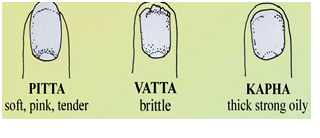 PITTA
soft, pink, tender
VATTA
brittle
KAPHA
thick strong oily